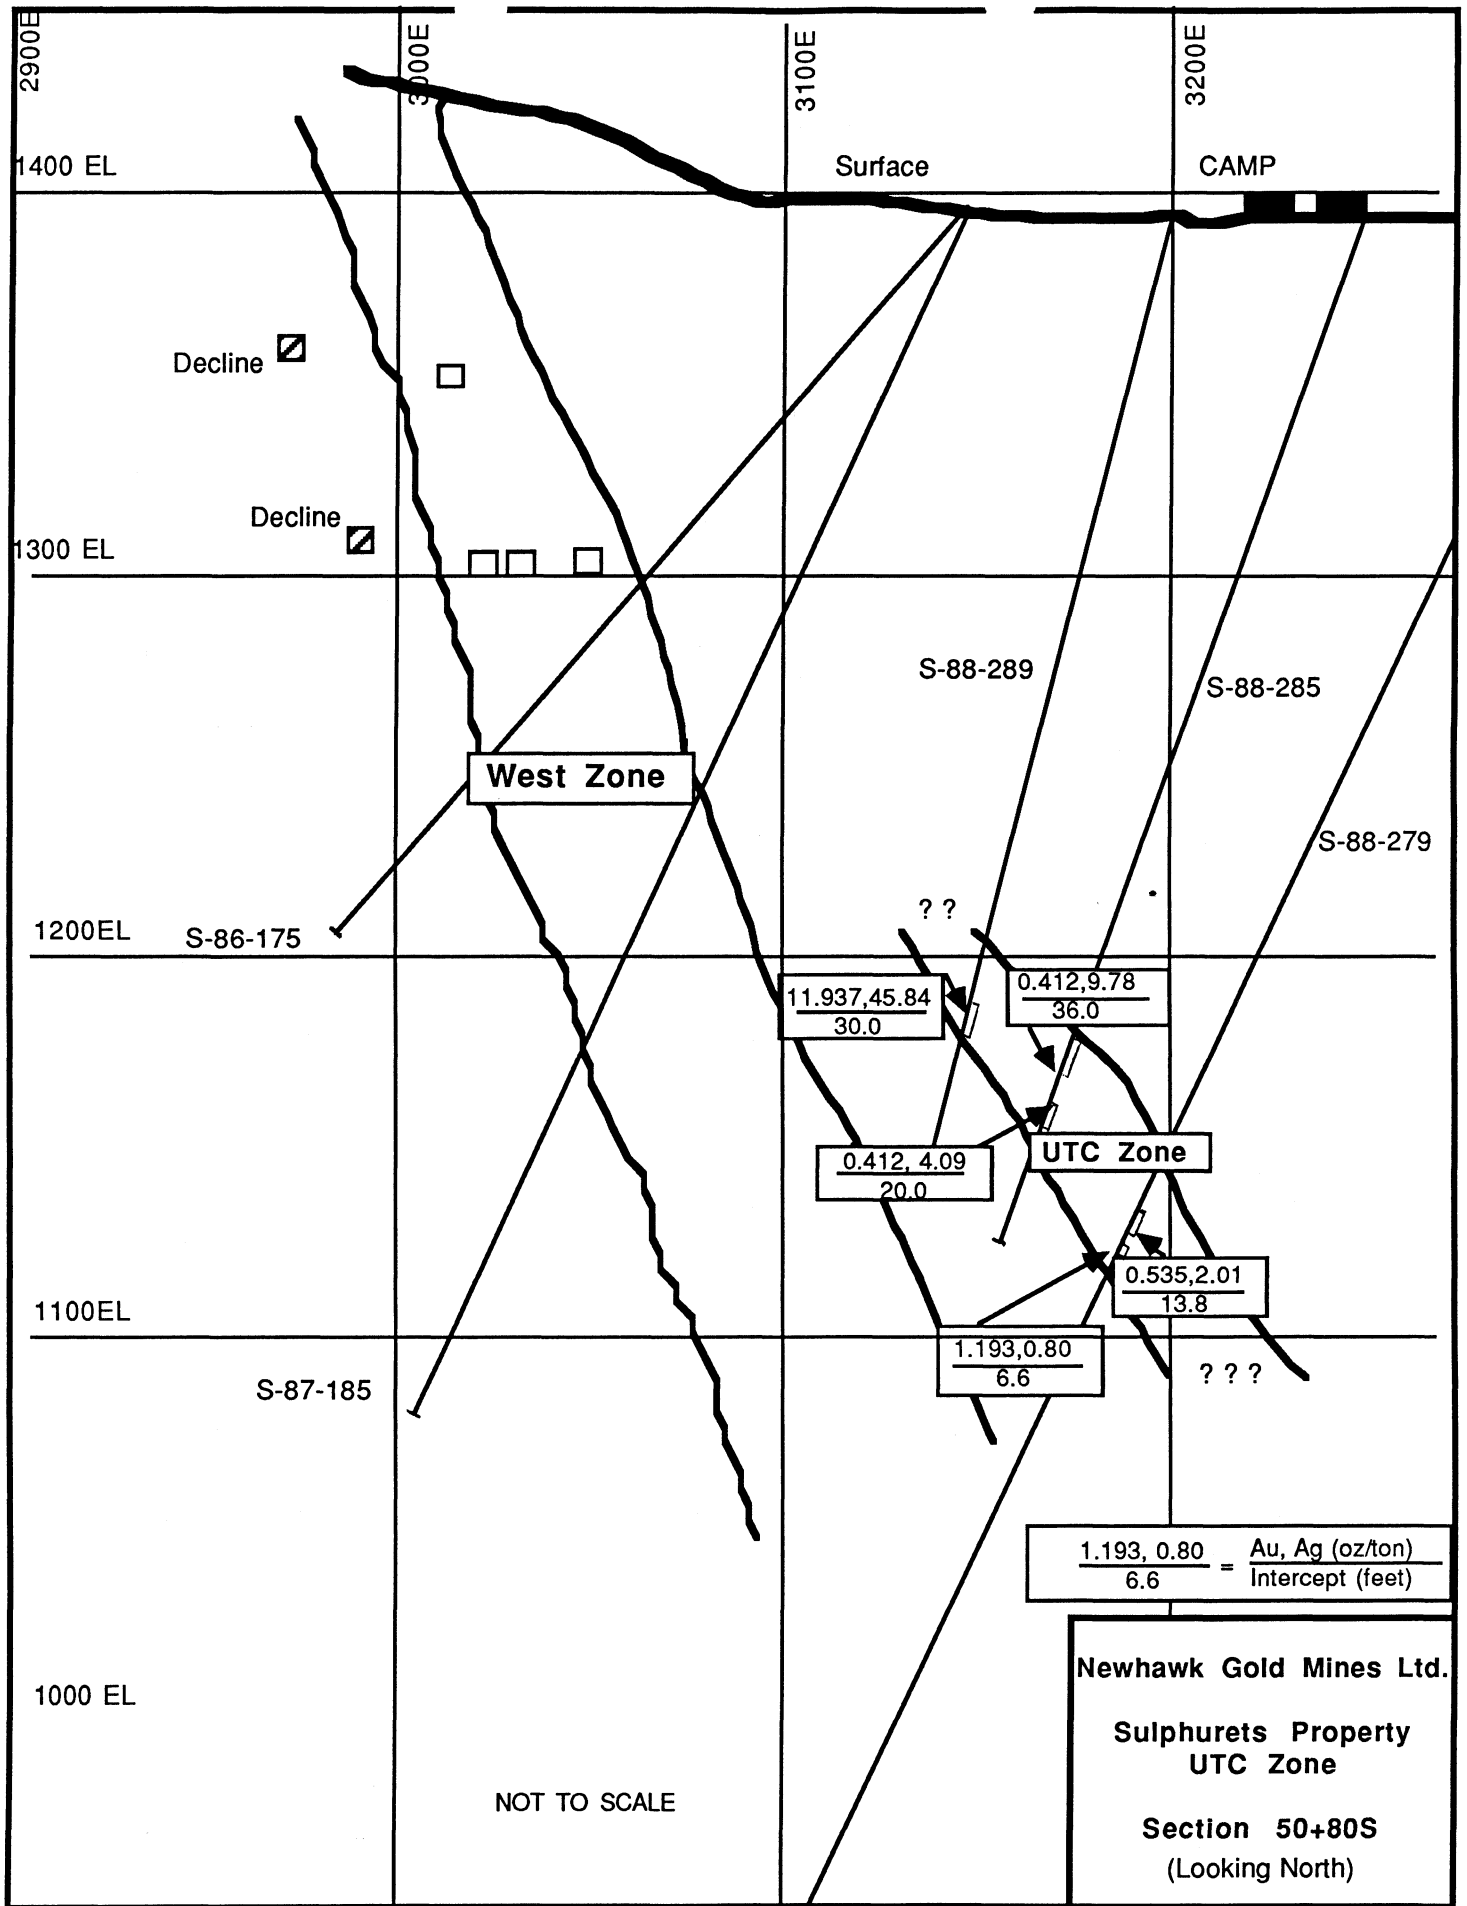 2900E
3000E
3100E
3200E
1400 EL
Surface
CAMP
Decline
Decline
1300 EL
S-88-289
S-88-285
West Zone
S-88-279
? ?
1200EL
S-86-175
11.937,45.84
30.0
0.412,9.78
36.0
0.412, 4.09
20.0
UTC Zone
0.535,2.01
13.8
1100EL
1.193,0.80
6.6
? ? ?
S-87-185
1.193, 0.80
6.6
=
Au, Ag (oz/ton)
Intercept (feet)
1000 EL
NOT TO SCALE
Newhawk Gold Mines Ltd.
Sulphurets Property
UTC Zone
Section 50+80S
(Looking North)